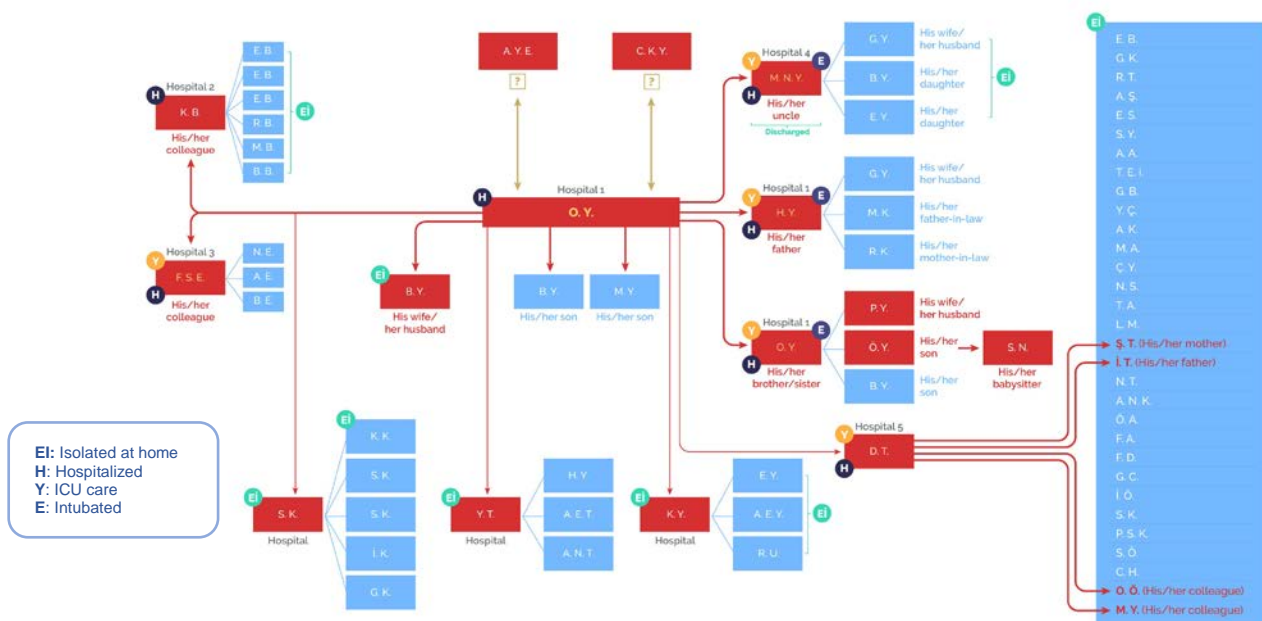 A. Y. E.
?
C. K. Y.
?
Hospital 2
H
K. B.
His/her
colleague
E. B.
E. B.
E. B.
R. B.
M. B.
B. B.
Eİ
Hospital 3
Y
H
F. S. E.
His/her
colleague
N. E.
A. E.
B. E.
Hospital 1
H
O. Y.
Eİ
B. Y.
His wife/
her husband
B. Y.
His/her son
M. Y.
His/her son
Hospital 4
Y
E
H
M. N. Y.
His/her
uncle
Discharged
G. Y.
His wife/
her husband
B. Y.
His/her
daughter
E. Y.
His/her
daughter
Eİ
Hospital 1
Y
E
H
H. Y.
His/her
father
G. Y.
His wife/
her husband
M. K.
His/her
father-in-law
R. K.
His/her
mother-in-law
Hospital 1
Y
E
H
O. Y.
His/her
brother/sister
P. Y.
His wife/
her husband
Ö. Y.
His/her
son
B. Y.
His/her
son
S. N.
His/her
babysitter
Hospital 5
Y
H
D. T.
Eİ
S. K.
Hospital
Eİ
K. K.
S. K.
S. K.
İ. K.
G. K.
Eİ
Y. T.
Hospital
H. Y
A. E. T.
A. N. T.
Eİ
K. Y.
Hospital
E. Y.
A. E. Y.
R. U.
Eİ
Eİ
E. B.
G. K.
R. T.
A. Ş.
E. S.
S. Y.
A. A.
T. E. İ.
G. B.
Y. Ç.
A. K.
M. A.
Ç. Y.
N. S.
T. A.
L. M.
Ş. T. (His/her mother)
İ. T. (His/her father)
N. T.
A. N. K.
Ö. A.
F. A.
F. D.
G. C.
İ. Ö.
S. K.
P. S. K.
S. Ö.
C. H.
O. Ö. (His/her colleague)
M. Y. (His/her colleague)
EI: Isolated at home
H: Hospitalized
Y: ICU care
E: Intubated